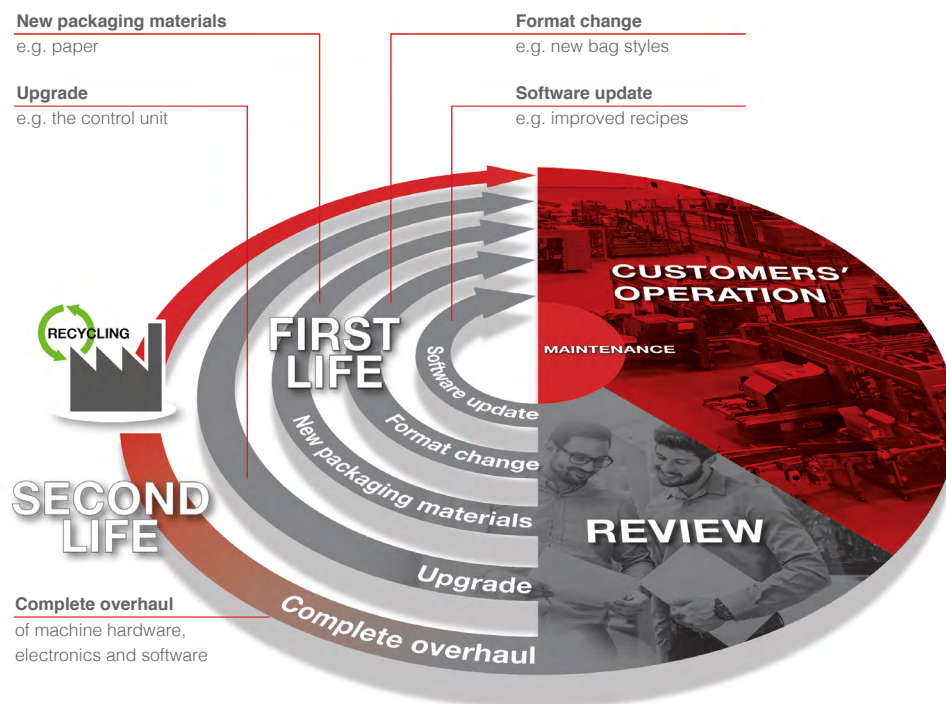 New packaging materials
e.g. paper
Format change
e.g. new bag styles
Upgrade
e.g. the control unit
Software update
e.g. improved recipes
CUSTOMERS'
OPERATION
RECYCLING
FIRST
LIFE
MAINTENANCE
Software update
Format change
New packaging materials
SECOND
LIFE
REVIEW
Upgrade
Complete overhaul
Complete overhaul
of machine hardware,
electronics and software